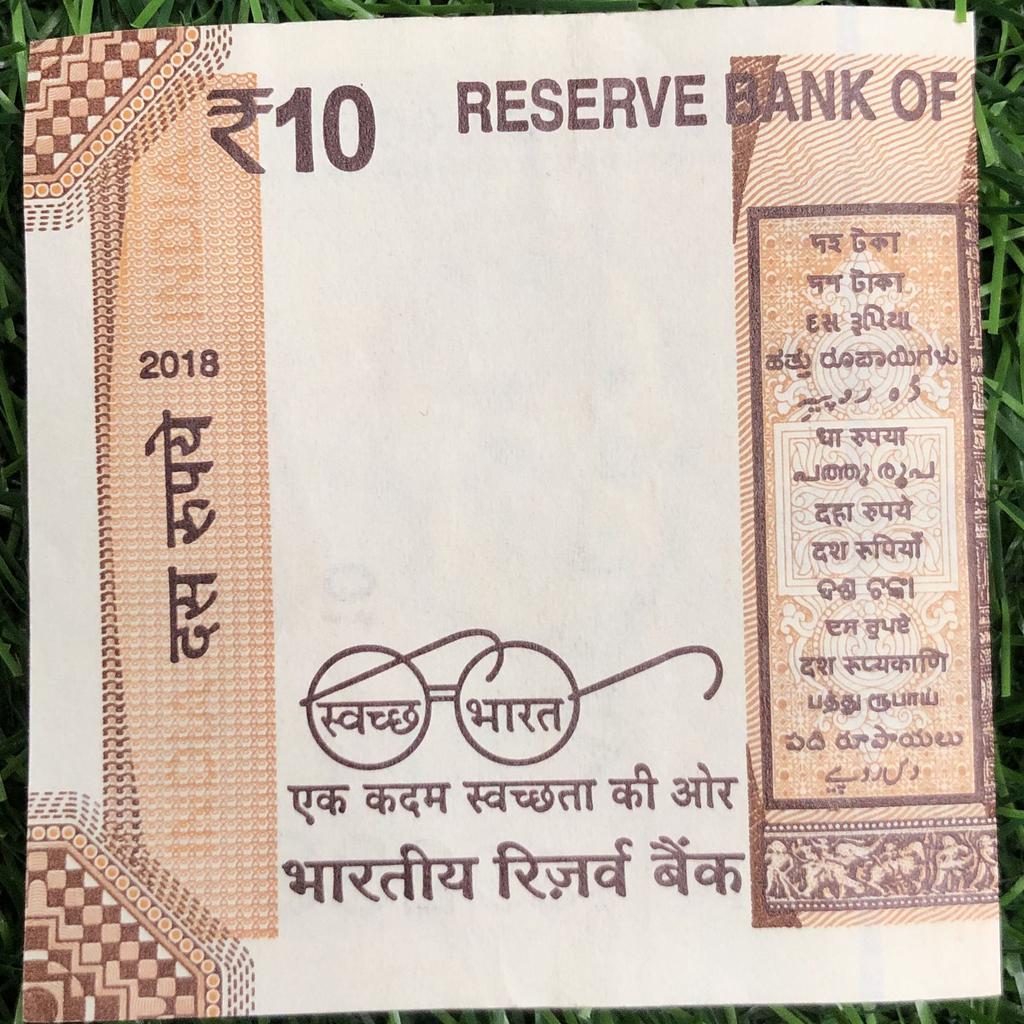 ₹10
RESERVE BANK OF
2018
दस रुपये
स्वच्छ भारत
एक कदम स्वच्छता की ओर
भारतीय रिज़र्व बैंक
দহ টকা
দশ টাকা
દસ રૂપિયા
ಹತ್ತು ರೂಪಾಯಿಗಳು
धा रुपया
പത്തു രൂപ
दहा रुपये
दश रूपियाँ
ଦଶ ଟଙ୍କା
ਦਸ ਰੁਪਏ
दश रूप्यकाणि
பத்து ரூபாய்
పది రూపాయలు
دس روپے